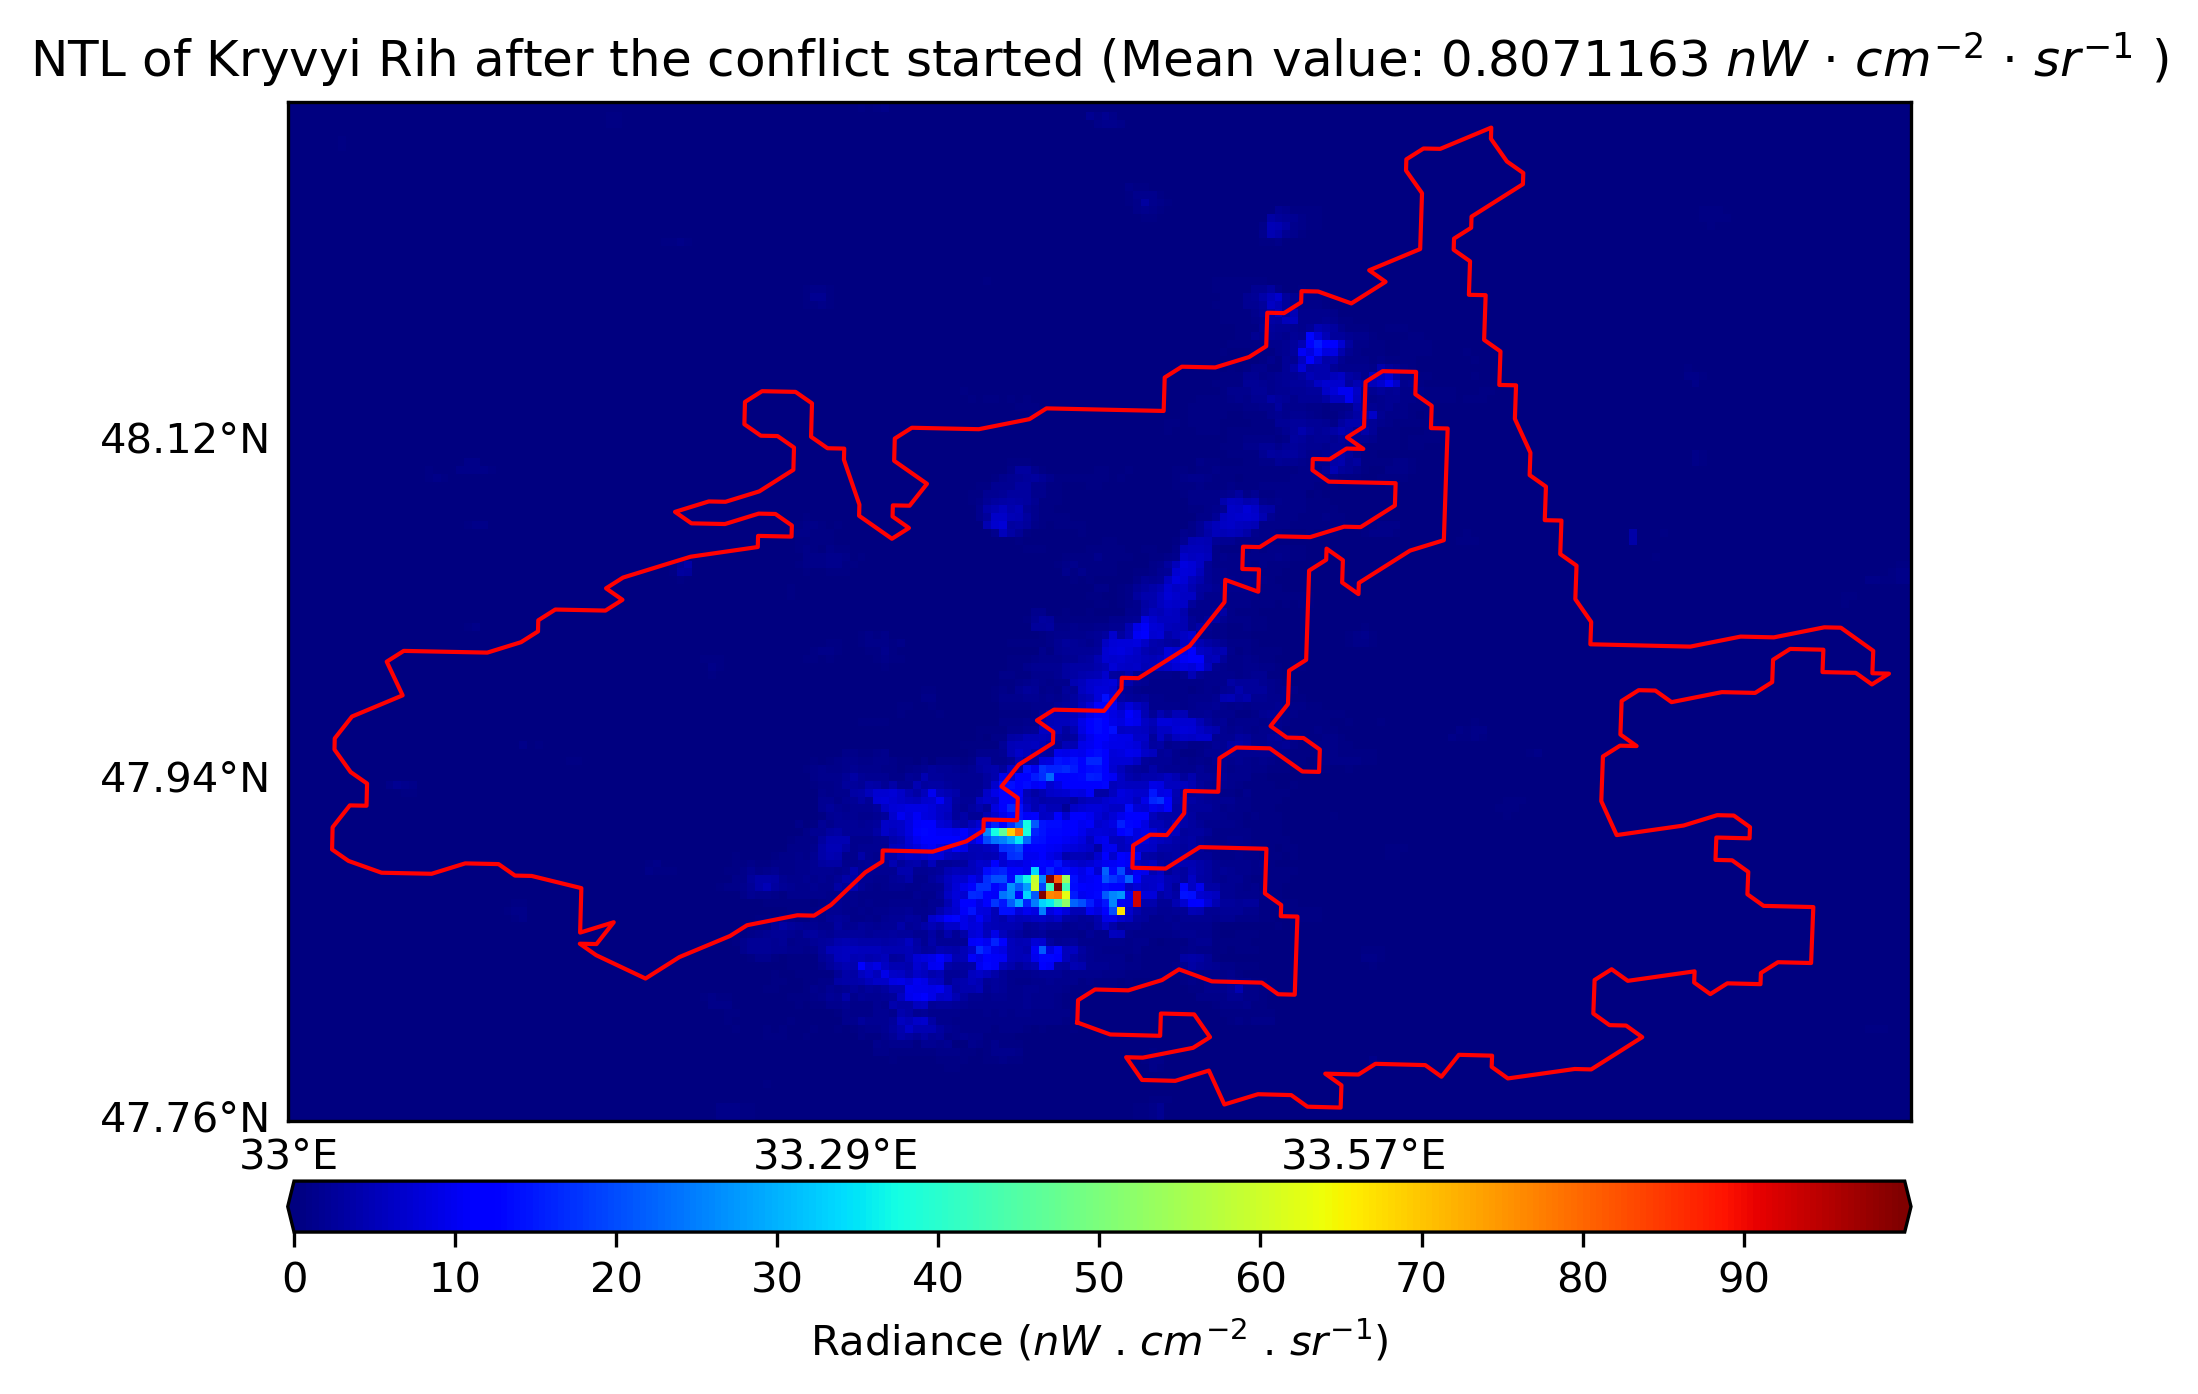 NTL of Kryvyi Rih after the conflict started (Mean value: 0.8071163 nW · cm⁻² · sr⁻¹ )
48.12°N
47.94°N
47.76°N
33°E 33.29°E 33.57°E
0 10 20 30 40 50 60 70 80 90
Radiance (nW . cm⁻² . sr⁻¹)